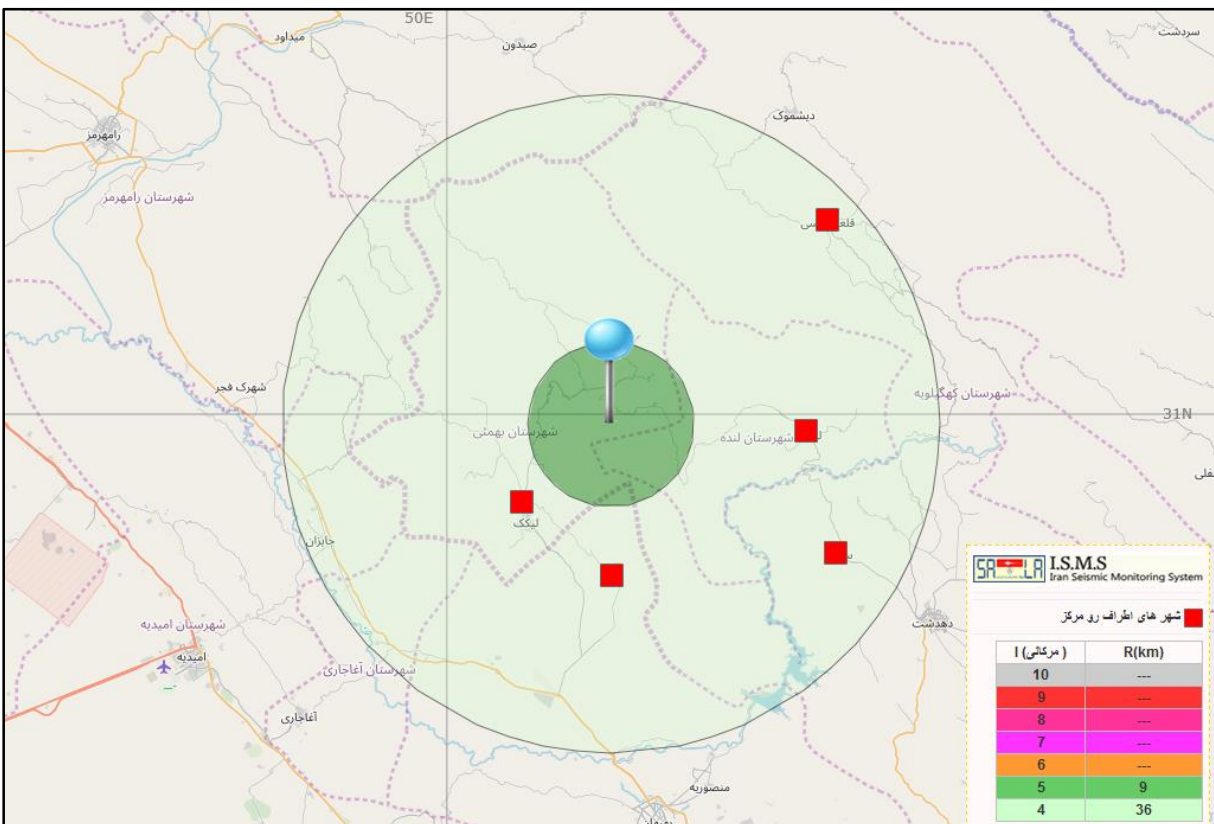 50E
میداود
صیدون
سردشت
دیشموک
رامهرمز
شهرستان رامهرمز
شهرک فجر
شهرستان کهگیلویه
31N
شهرستان بهمئی
شهرستان لنده
لیکک
جایزان
شهرستان امیدیه
امیدیه
شهرستان آغاجاری
آغاجاری
دهدشت
منصوریه
I.S.M.S
Iran Seismic Monitoring System
شهر های اطراف رو مرکز
I (مرکالی) R(km)
10 ---
9 ---
8 ---
7 ---
6 ---
5 9
4 36